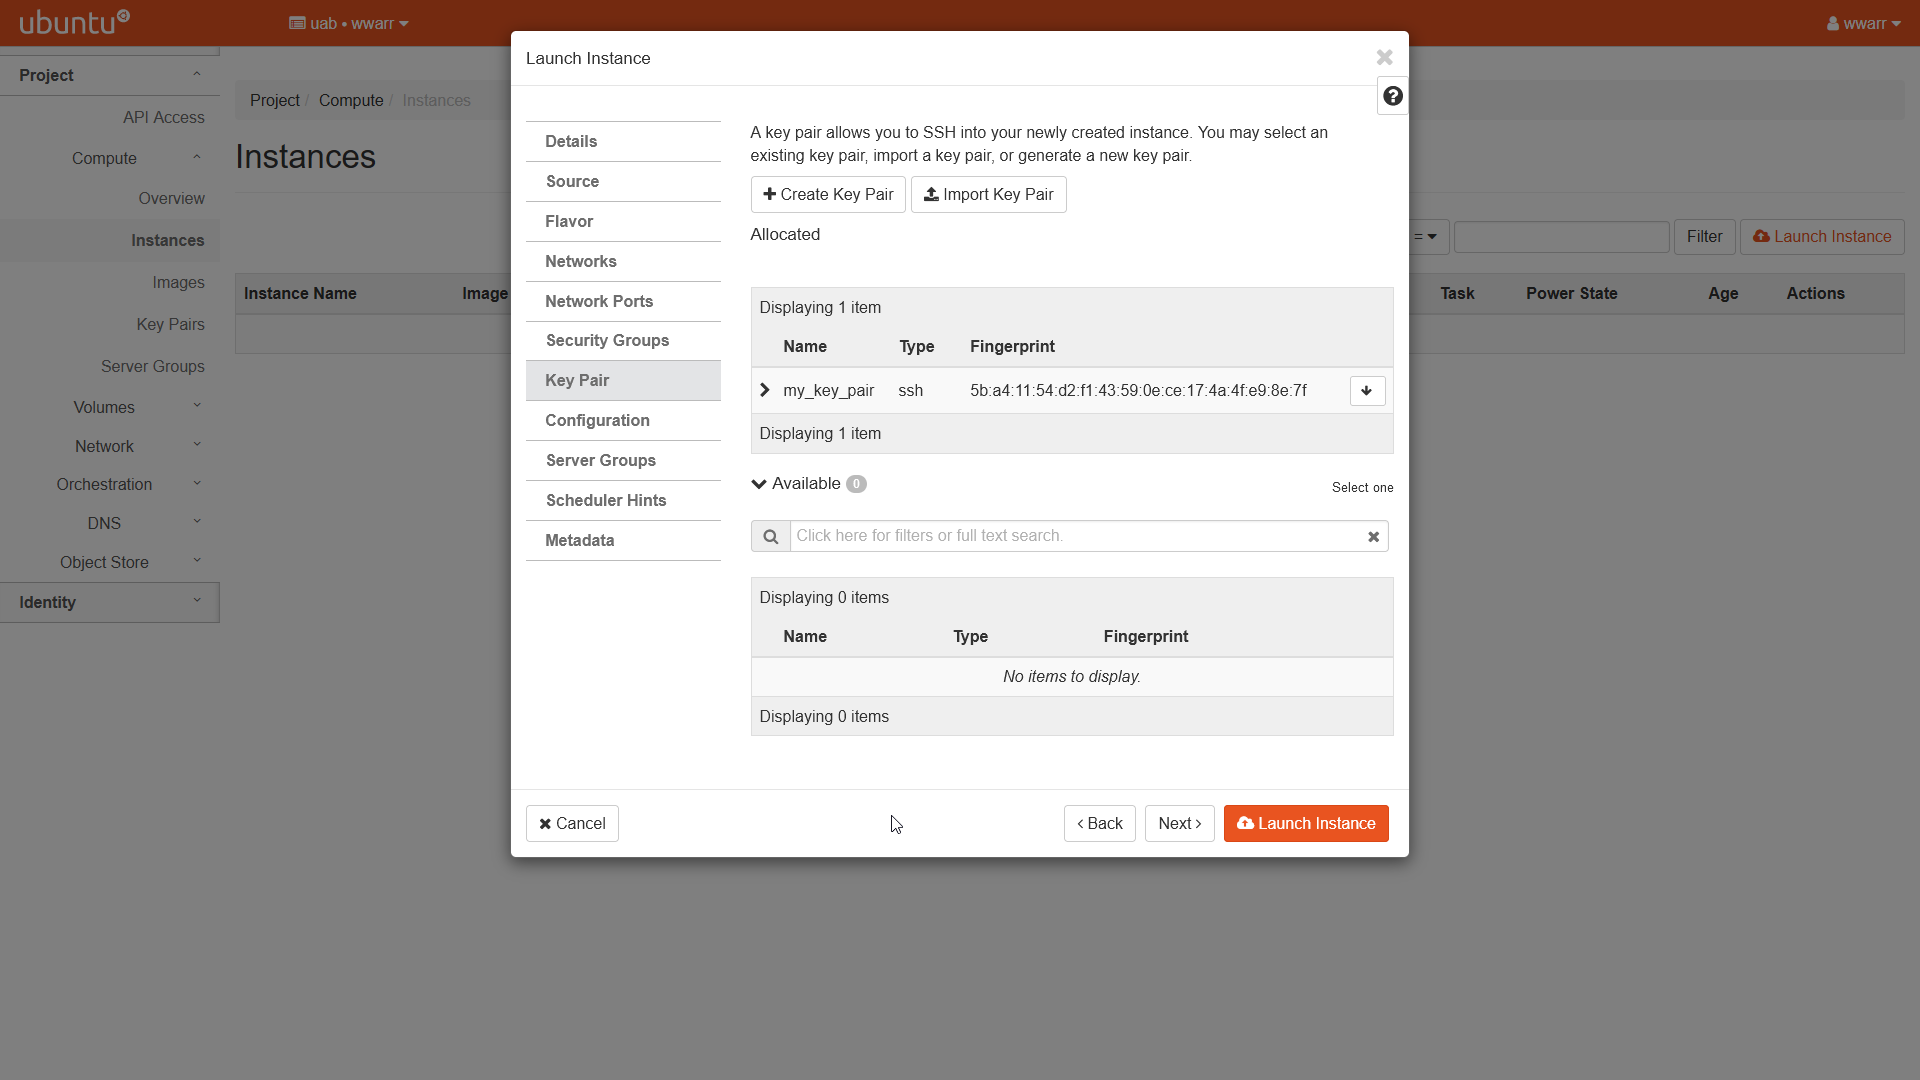 ubuntu
uab • wwarr
wwarr
Project
API Access
Compute
Overview
Instances
Images
Key Pairs
Server Groups
Volumes
Network
Orchestration
DNS
Object Store
Identity
Project / Compute / Instances
Instances
=
Filter
Launch Instance
Instance Name
Image
Task
Power State
Age
Actions
Launch Instance
Details
Source
Flavor
Networks
Network Ports
Security Groups
Key Pair
Configuration
Server Groups
Scheduler Hints
Metadata
A key pair allows you to SSH into your newly created instance. You may select an
existing key pair, import a key pair, or generate a new key pair.
Create Key Pair
Import Key Pair
Allocated
Displaying 1 item
Name Type Fingerprint
my_key_pair ssh 5b:a4:11:54:d2:f1:43:59:0e:ce:17:4a:4f:e9:8e:7f
Displaying 1 item
Available 0
Select one
Click here for filters or full text search.
Displaying 0 items
Name Type Fingerprint
No items to display.
Displaying 0 items
Cancel
< Back
Next >
Launch Instance